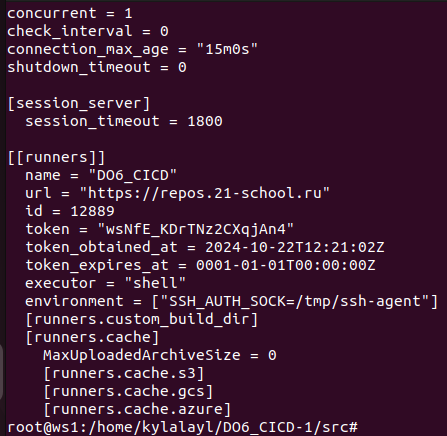 concurrent = 1
check_interval = 0
connection_max_age = "15m0s"
shutdown_timeout = 0
[session_server]
session_timeout = 1800
[[runners]]
name = "DO6_CICD"
url = "https://repos.21-school.ru"
id = 12889
token = "wsNfE_KDrTNz2CXqjAn4"
token_obtained_at = 2024-10-22T12:21:02Z
token_expires_at = 0001-01-01T00:00:00Z
executor = "shell"
environment = ["SSH_AUTH_SOCK=/tmp/ssh-agent"]
[runners.custom_build_dir]
[runners.cache]
MaxUploadedArchiveSize = 0
[runners.cache.s3]
[runners.cache.gcs]
[runners.cache.azure]
root@ws1:/home/kylalayl/DO6_CICD-1/src#